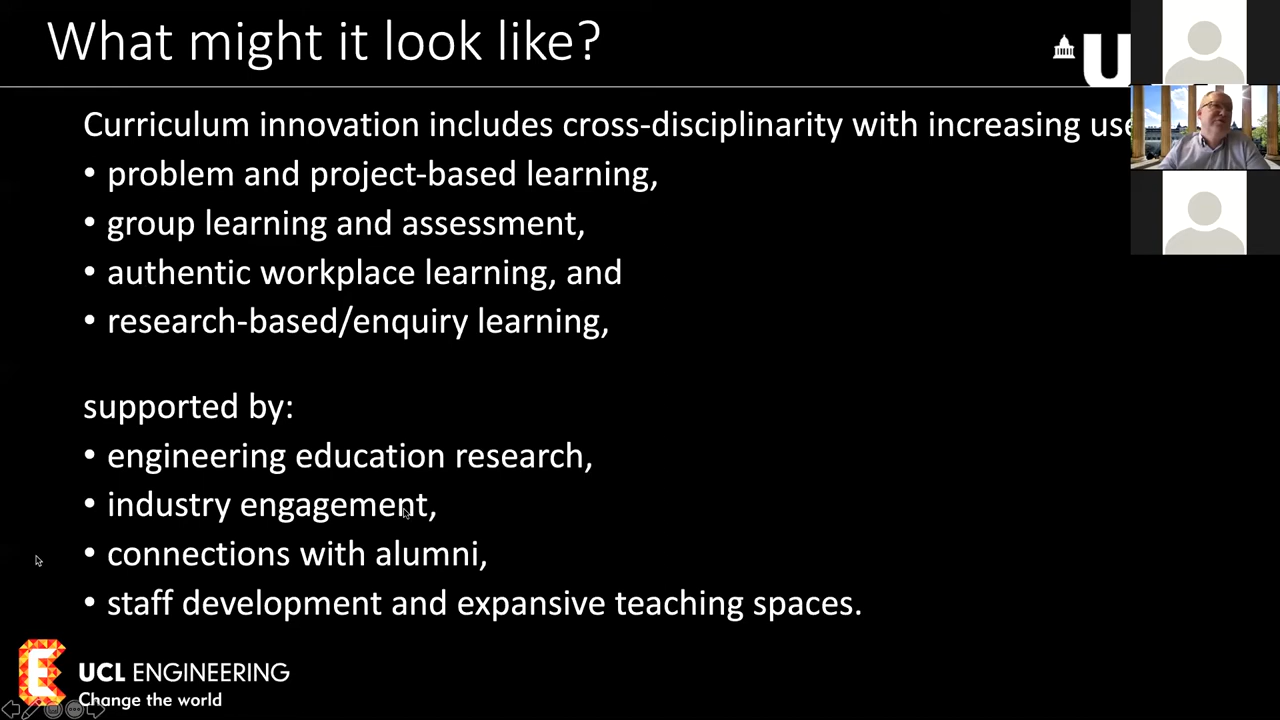 What might it look like?
U
Curriculum innovation includes cross-disciplinarity with increasing use
• problem and project-based learning,
• group learning and assessment,
• authentic workplace learning, and
• research-based/enquiry learning,
supported by:
• engineering education research,
• industry engagement,
• connections with alumni,
• staff development and expansive teaching spaces.
UCL ENGINEERING
Change the world